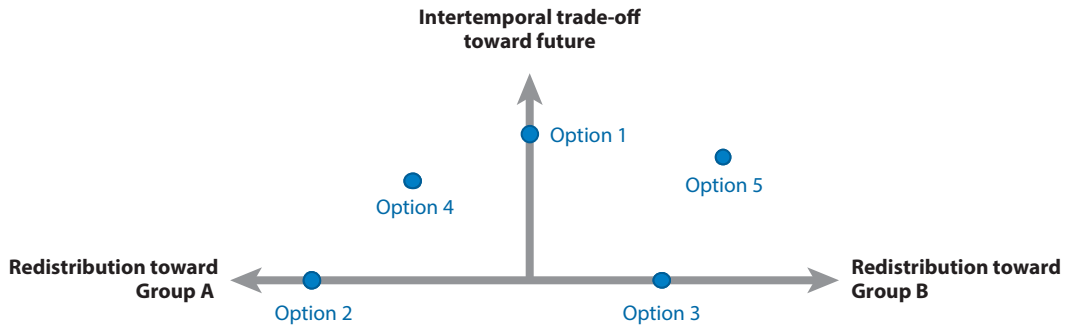 Intertemporal trade-off
toward future
Option 1
Option 5
Option 4
Redistribution toward
Group A
Redistribution toward
Group B
Option 2
Option 3